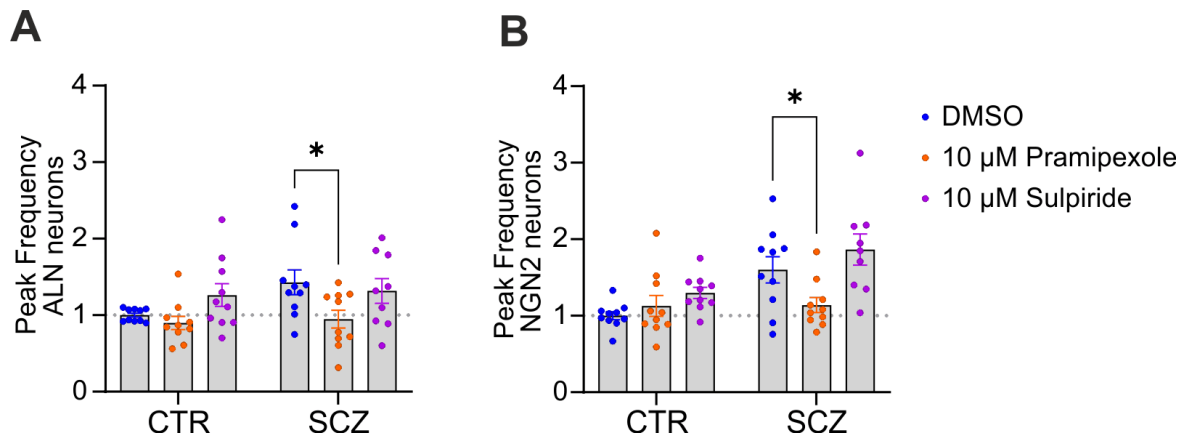 A
Peak Frequency
ALN neurons
4
3
2
1
0
*
CTR
SCZ
B
Peak Frequency
NGN2 neurons
4
3
2
1
0
*
CTR
SCZ
DMSO
10 µM Pramipexole
10 µM Sulpiride